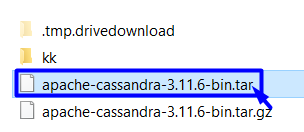 .tmp.drivedownload
kk
apache-cassandra-3.11.6-bin.tar
apache-cassandra-3.11.6-bin.tar.gz